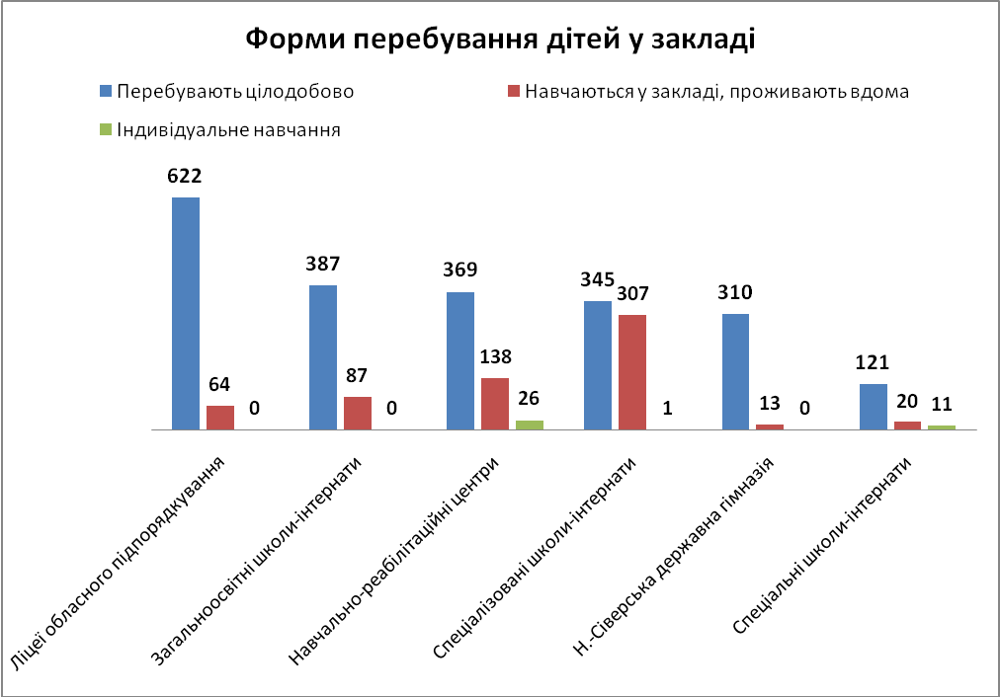 Форми перебування дітей у закладі
Перебувають цілодобово
Навчаються у закладі, проживають вдома
Індивідуальне навчання
622
64
0
387
87
0
369
138
26
345
307
1
310
13
0
121
20
11
Ліцеї обласного підпорядкування
Загальноосвітні школи-інтернати
Навчально-реабілітаційні центри
Спеціалізовані школи-інтернати
Н.-Сіверська державна гімназія
Спеціальні школи-інтернати